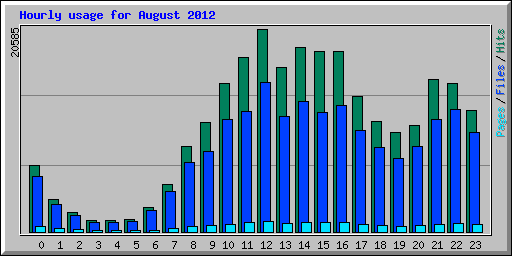 Hourly usage for August 2012
20585
Pages/Files/Hits
0 1 2 3 4 5 6 7 8 9 10 11 12 13 14 15 16 17 18 19 20 21 22 23